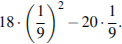 18 · (1/9)² − 20 · 1/9.